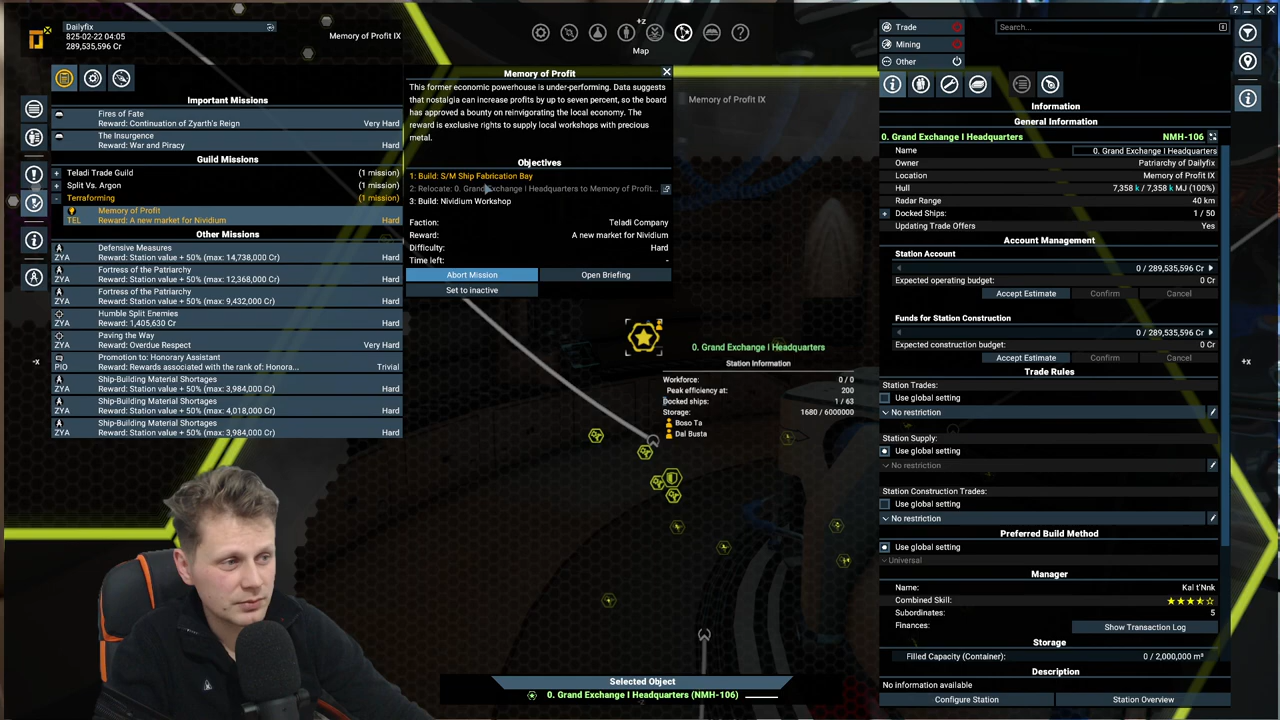 Dailyfix
825-02-22 04:05
289,535,596 Cr
Memory of Profit IX
+z
Map
Important Missions
Fires of Fate
Reward: Continuation of Zyarth's Reign Very Hard
The Insurgence
Reward: War and Piracy Hard
Guild Missions
+ Teladi Trade Guild (1 mission)
+ Split Vs. Argon (1 mission)
- Terraforming (1 mission)
Memory of Profit
TEL Reward: A new market for Nividium Hard
Other Missions
Defensive Measures
ZYA Reward: Station value + 50% (max: 14,738,000 Cr) Hard
Fortress of the Patriarchy
ZYA Reward: Station value + 50% (max: 12,368,000 Cr) Hard
Fortress of the Patriarchy
ZYA Reward: Station value + 50% (max: 9,432,000 Cr) Hard
Humble Split Enemies
ZYA Reward: 1,405,630 Cr Hard
Paving the Way
ZYA Reward: Overdue Respect Very Hard
Promotion to: Honorary Assistant
PIO Reward: Rewards associated with the rank of: Honora... Trivial
Ship-Building Material Shortages
ZYA Reward: Station value + 50% (max: 3,984,000 Cr) Hard
Ship-Building Material Shortages
ZYA Reward: Station value + 50% (max: 4,018,000 Cr) Hard
Ship-Building Material Shortages
ZYA Reward: Station value + 50% (max: 3,984,000 Cr) Hard
Memory of Profit
This former economic powerhouse is under-performing. Data suggests
that nostalgia can increase profits by up to seven percent, so the board
has approved a bounty on reinvigorating the local economy. The
reward is exclusive rights to supply local workshops with precious
metal.
Objectives
1: Build: S/M Ship Fabrication Bay
2: Relocate: 0. Grand Exchange I Headquarters to Memory of Profit...
3: Build: Nividium Workshop
Faction: Teladi Company
Reward: A new market for Nividium
Difficulty: Hard
Time left: -
Abort Mission Open Briefing
Set to inactive
Memory of Profit IX
0. Grand Exchange I Headquarters
Station Information
Workforce: 0 / 0
Peak efficiency at: 200
Docked ships: 1 / 63
Storage: 1680 / 6000000
Boso Ta
Dal Busta
-x
+x
Selected Object
0. Grand Exchange I Headquarters (NMH-106)
Trade
Mining
Other
Search...
Information
General Information
0. Grand Exchange I Headquarters NMH-106
Name 0. Grand Exchange I Headquarters
Owner Patriarchy of Dailyfix
Location Memory of Profit IX
Hull 7,358 k / 7,358 k MJ (100%)
Radar Range 40 km
+ Docked Ships: 1 / 50
Updating Trade Offers Yes
Account Management
Station Account
0 / 289,535,596 Cr
Expected operating budget: 0 Cr
Accept Estimate Confirm Cancel
Funds for Station Construction
0 / 289,535,596 Cr
Expected construction budget: 0 Cr
Accept Estimate Confirm Cancel
Trade Rules
Station Trades:
Use global setting
No restriction
Station Supply:
Use global setting
No restriction
Station Construction Trades:
Use global setting
No restriction
Preferred Build Method
Use global setting
Universal
Manager
Name: Kal t'Nnk
Combined Skill:
Subordinates: 5
Finances: Show Transaction Log
Storage
Filled Capacity (Container): 0 / 2,000,000 m³
Description
No information available
Configure Station Station Overview